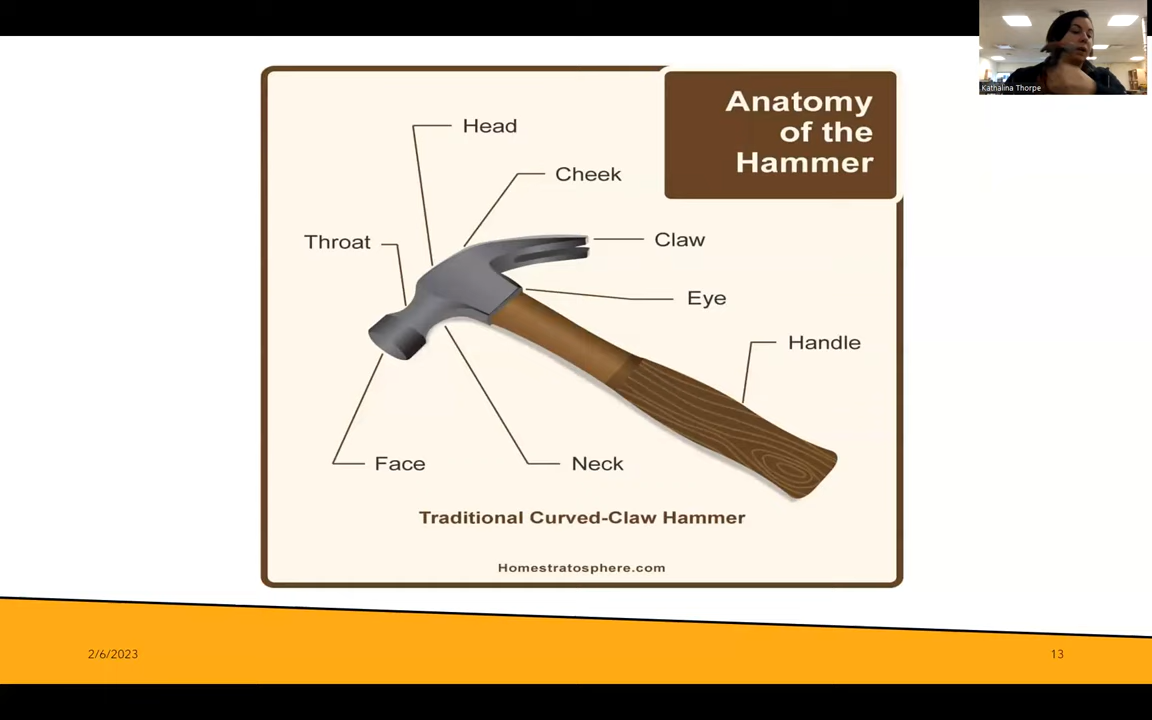 Kathalina Thorpe
Anatomy
of the
Hammer
Head
Cheek
Throat
Claw
Eye
Handle
Face
Neck
Traditional Curved-Claw Hammer
Homestratosphere.com
2/6/2023
13